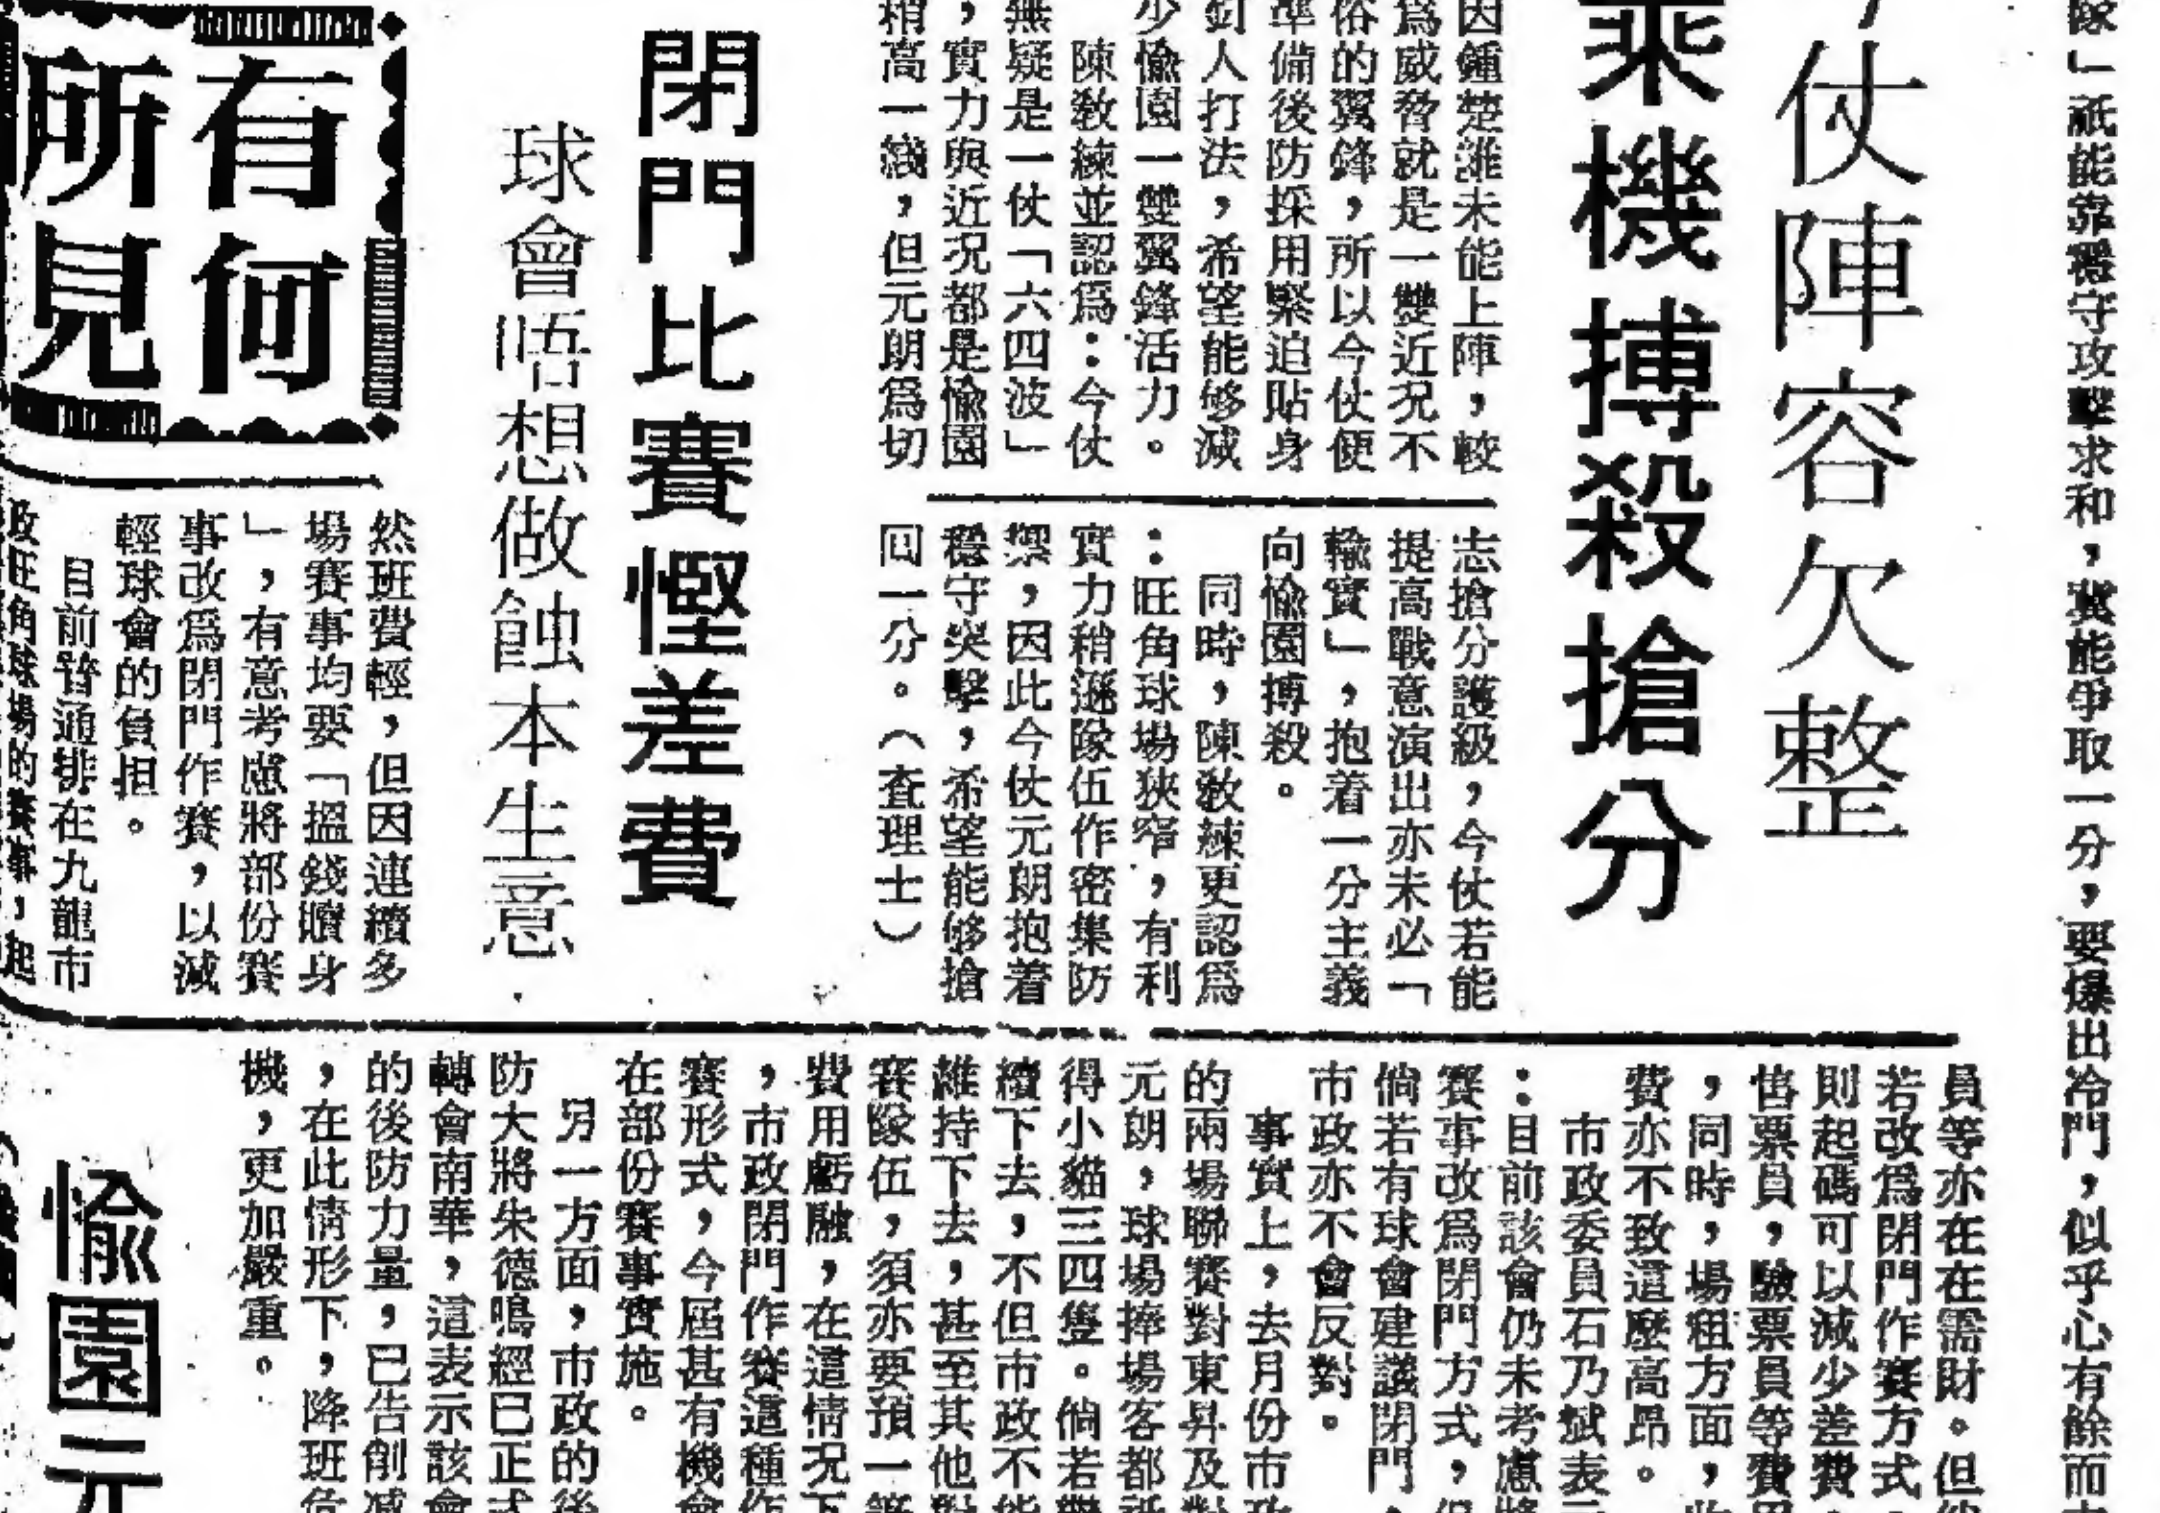 隊」祇能靠穩守攻擊求和，冀能爭取一分，要爆出冷門，似乎心有餘而
仗陣容欠整
乘機搏殺搶分
因鍾楚維未能上陣，較
爲威脅就是一雙近況不
俗的翼鋒，所以今仗便
準備後防採用緊迫貼身
釘人打法，希望能够減
少愉園一雙翼鋒活力。
陳敎練並認爲：今仗
無疑是一仗「六四波」
，實力與近況都是愉園
稍高一綫，但元朗爲切
志搶分護級，今仗若能
提高戰意演出亦未必「
輸實」，抱着一分主義
向愉園搏殺。
同時，陳敎練更認爲
：旺角球場狹窄，有利
實力稍遜隊伍作密集防
禦，因此今仗元朗抱着
穩守突擊，希望能够搶
回一分。（查理士）
閉門比賽慳差費
球會唔想做蝕本生意
有何
所見
然班費輕，但因連續多
場賽事均要「搵錢贖身
」，有意考慮將部份賽
事改爲閉門作賽，以減
輕球會的負担。
目前普通排在九龍市
政旺角球場的賽事，起
員等亦在在需財。但
若改爲閉門作賽方式
則起碼可以減少差費
售票員，驗票員等費用
，同時，場租方面，
費亦不致這麼高昂。
市政委員石乃斌表示
：目前該會仍未考慮將
賽事改爲閉門方式，但
倘若有球會建議閉門，
市政亦不會反對。
事實上，去月份市政
的兩場聯賽對東昇及對
元朗，球場捧場客都祇
得小貓三四隻。倘若繼
續下去，不但市政不能
維持下去，甚至其他對
賽隊伍，須亦要預一筆
費用虧融，在這情況下
，市政閉門作賽這種作
賽形式，今屆甚有機會
在部份賽事實施。
另一方面，市政的後
防大將朱德鳴經已正式
轉會南華，這表示該會
的後防力量，已告削減
，在此情形下，降班危
機，更加嚴重。
愉園元